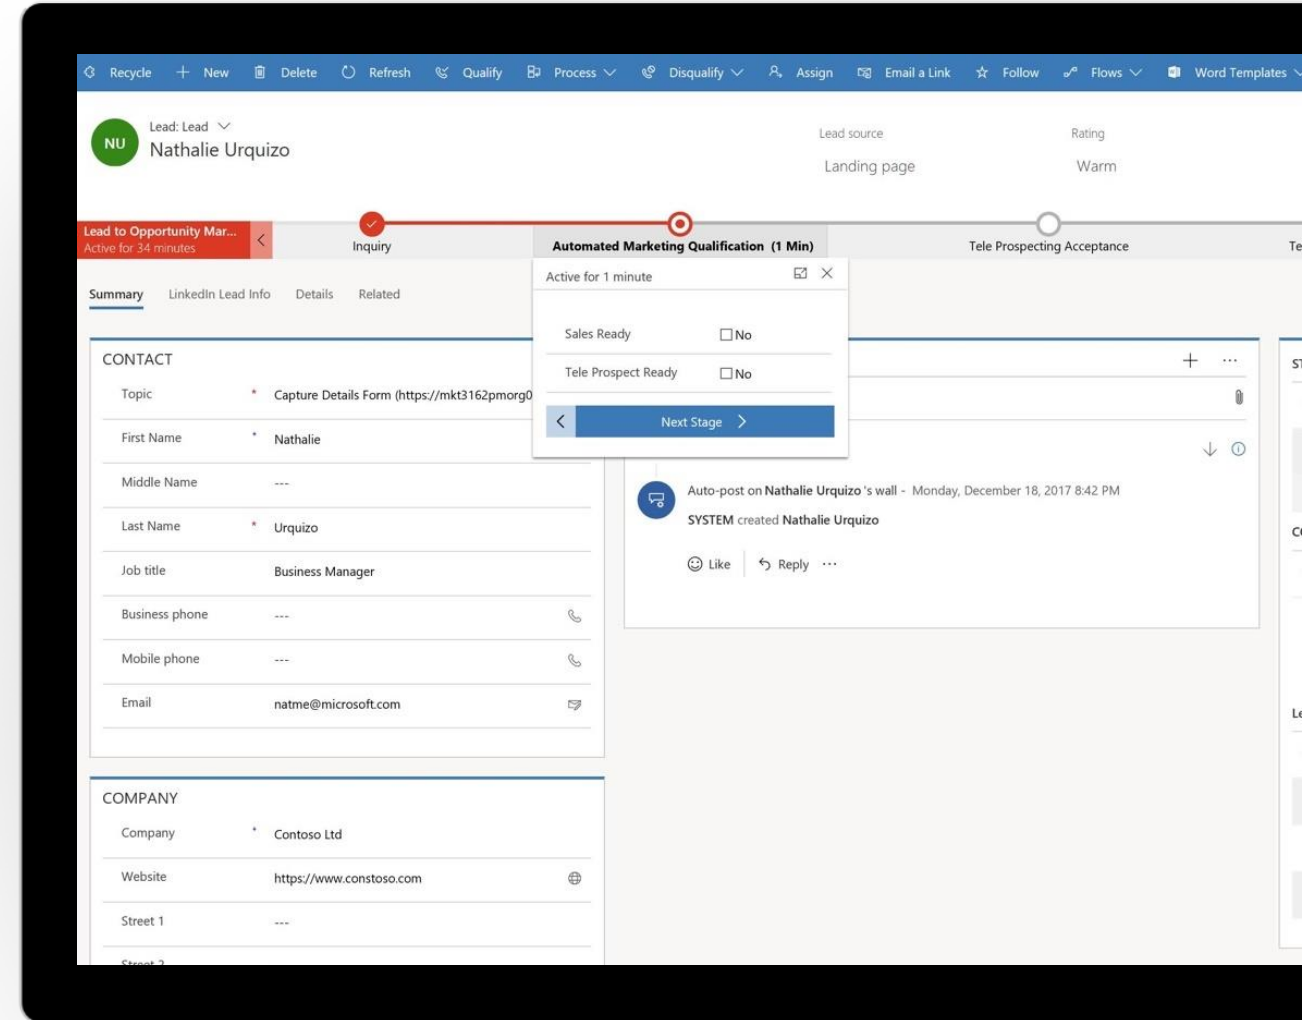 Recycle New Delete Refresh Qualify Process Disqualify Assign Email a Link Follow Flows Word Templates
NU
Lead: Lead
Nathalie Urquizo
Lead source
Landing page
Rating
Warm
Lead to Opportunity Mar...
Active for 34 minutes
Inquiry
Automated Marketing Qualification (1 Min)
Tele Prospecting Acceptance
Te
Summary LinkedIn Lead Info Details Related
Active for 1 minute
Sales Ready No
Tele Prospect Ready No
Next Stage
CONTACT
Topic * Capture Details Form (https://mkt3162pmorg0
First Name * Nathalie
Middle Name ---
Last Name * Urquizo
Job title Business Manager
Business phone ---
Mobile phone ---
Email natme@microsoft.com
COMPANY
Company * Contoso Ltd
Website https://www.constoso.com
Street 1 ---
Street 2
Auto-post on Nathalie Urquizo 's wall - Monday, December 18, 2017 8:42 PM
SYSTEM created Nathalie Urquizo
Like Reply ...